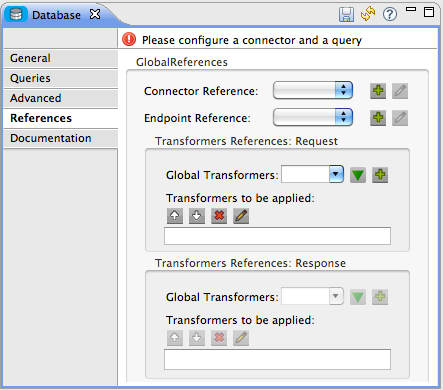 Database
Please configure a connector and a query
General
Queries
Advanced
References
Documentation
GlobalReferences
Connector Reference:
Endpoint Reference:
Transformers References: Request
Global Transformers:
Transformers to be applied:
Transformers References: Response
Global Transformers:
Transformers to be applied: